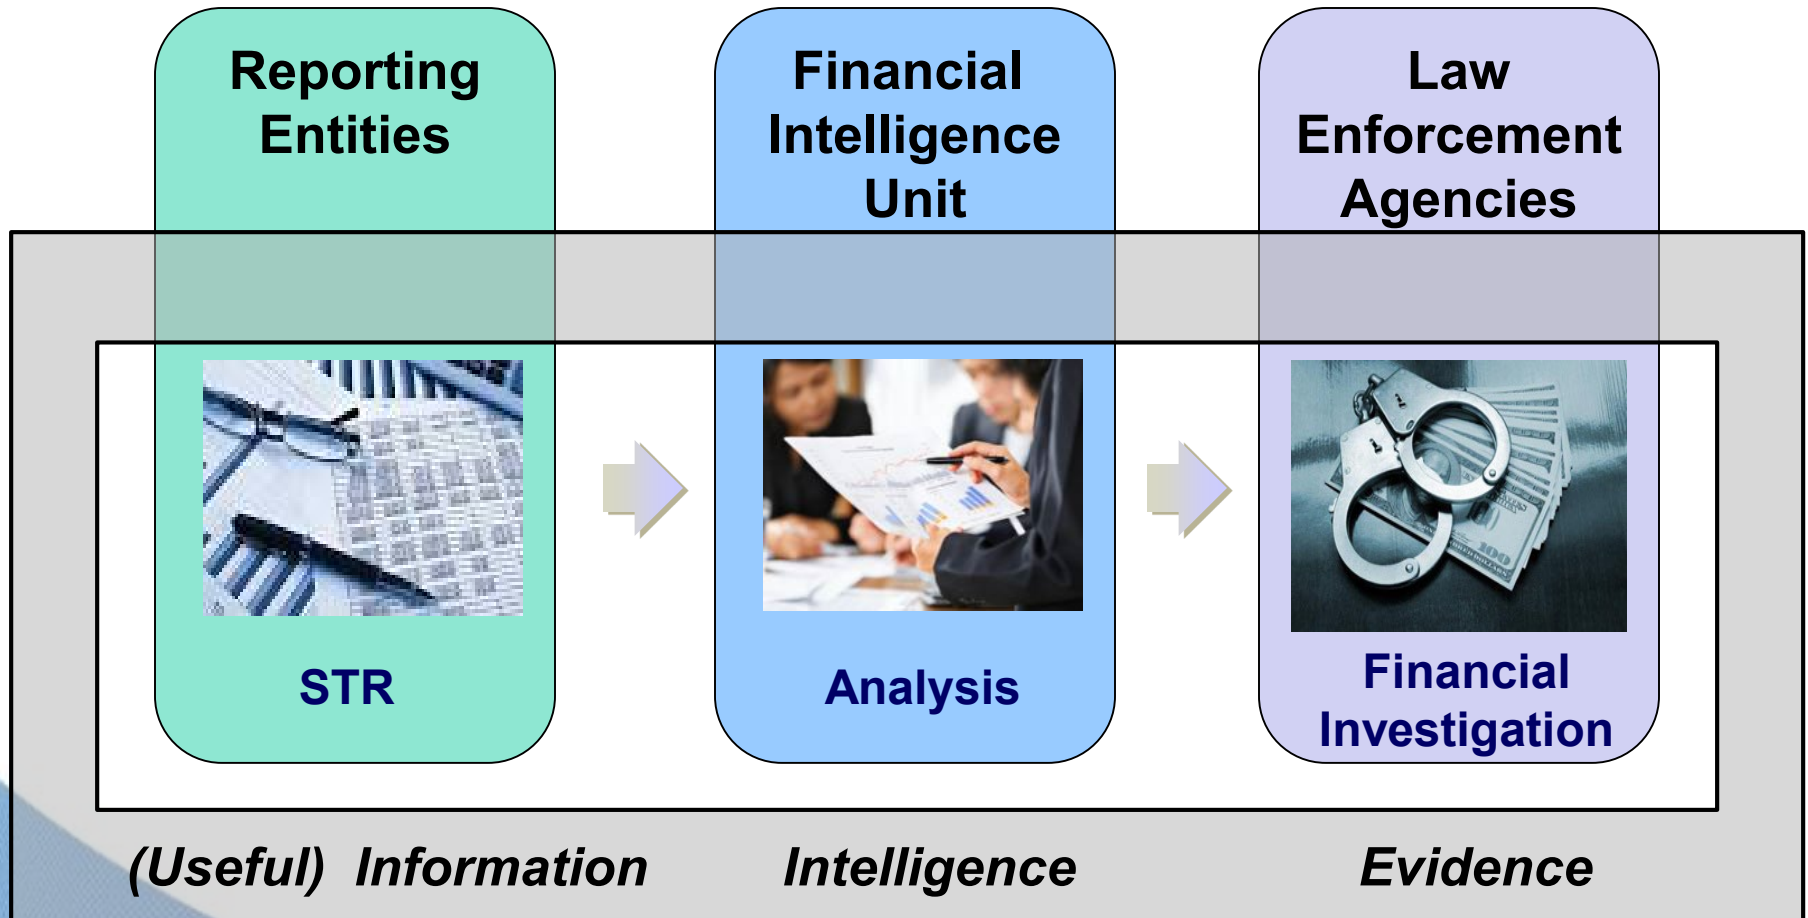 Reporting
Entities
Financial
Intelligence
Unit
Law
Enforcement
Agencies
STR
Analysis
Financial
Investigation
(Useful) Information
Intelligence
Evidence